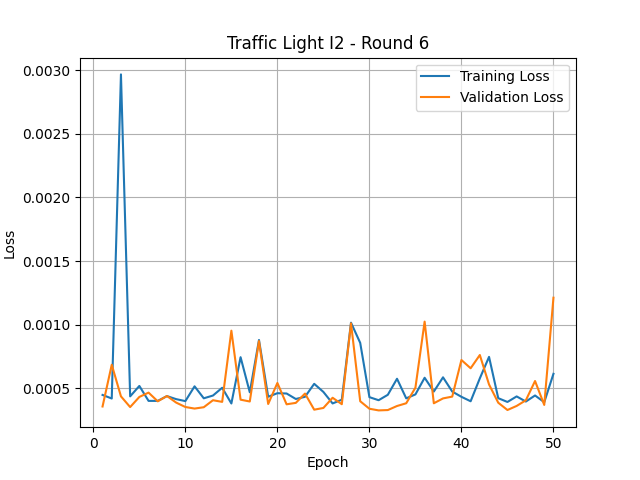 Traffic Light I2 - Round 6
Training Loss
Validation Loss
Loss
0.0030
0.0025
0.0020
0.0015
0.0010
0.0005
0 10 20 30 40 50
Epoch